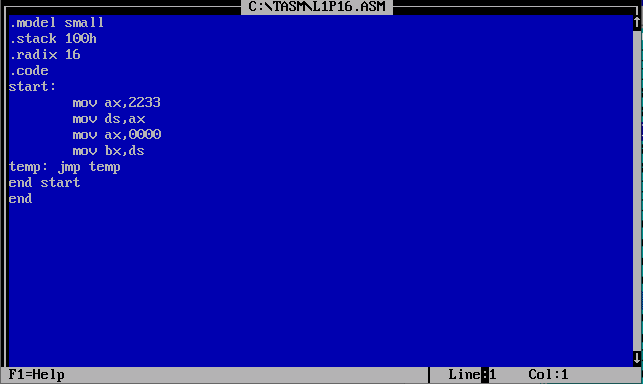 C:\TASM\L1P16.ASM
.model small
.stack 100h
.radix 16
.code
start:
mov ax,2233
mov ds,ax
mov ax,0000
mov bx,ds
temp: jmp temp
end start
end
F1=Help Line:1 Col:1